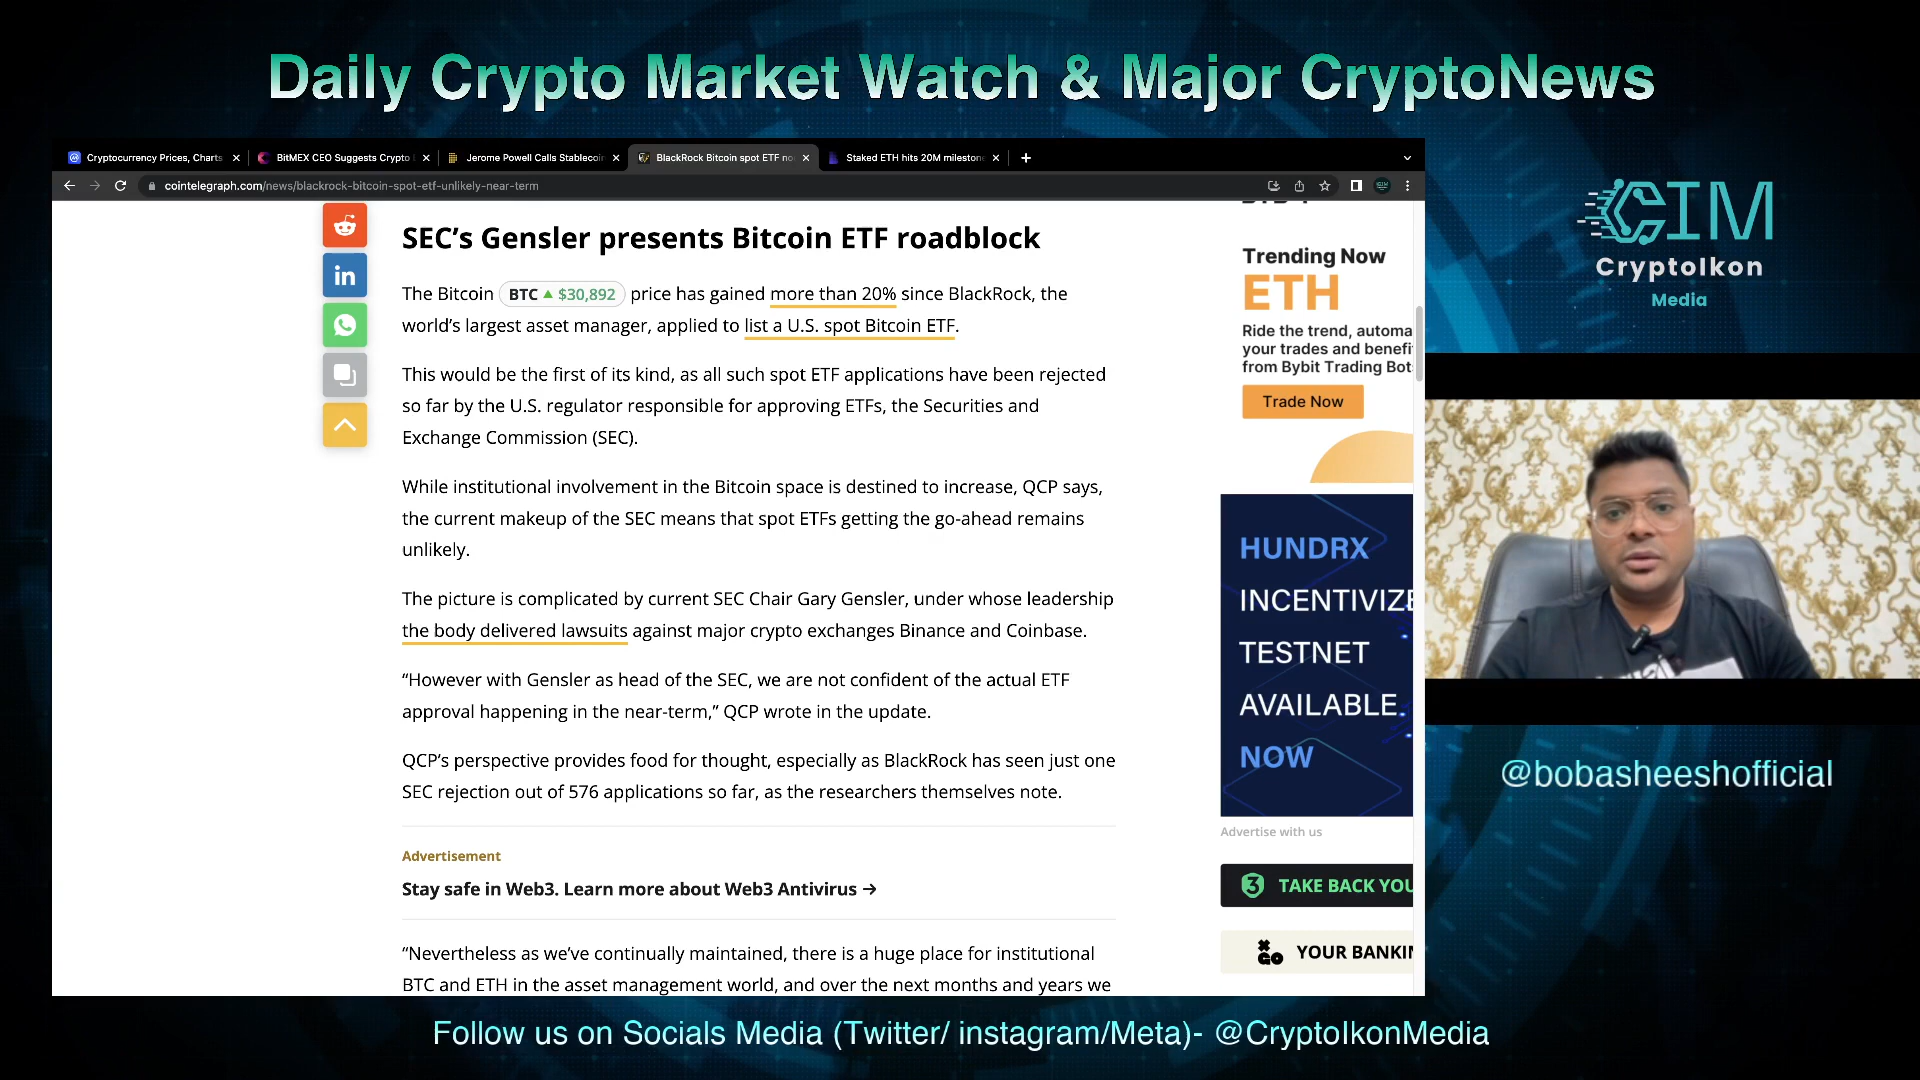 Daily Crypto Market Watch & Major CryptoNews
Cryptocurrency Prices, Charts
BitMEX CEO Suggests Crypto
Jerome Powell Calls Stablecoin
BlackRock Bitcoin spot ETF no
Staked ETH hits 20M milestone
cointelegraph.com/news/blackrock-bitcoin-spot-etf-unlikely-near-term
SEC’s Gensler presents Bitcoin ETF roadblock
The Bitcoin BTC ▲ $30,892 price has gained more than 20% since BlackRock, the
world’s largest asset manager, applied to list a U.S. spot Bitcoin ETF.
This would be the first of its kind, as all such spot ETF applications have been rejected
so far by the U.S. regulator responsible for approving ETFs, the Securities and
Exchange Commission (SEC).
While institutional involvement in the Bitcoin space is destined to increase, QCP says,
the current makeup of the SEC means that spot ETFs getting the go-ahead remains
unlikely.
The picture is complicated by current SEC Chair Gary Gensler, under whose leadership
the body delivered lawsuits against major crypto exchanges Binance and Coinbase.
“However with Gensler as head of the SEC, we are not confident of the actual ETF
approval happening in the near-term,” QCP wrote in the update.
QCP’s perspective provides food for thought, especially as BlackRock has seen just one
SEC rejection out of 576 applications so far, as the researchers themselves note.
Advertisement
Stay safe in Web3. Learn more about Web3 Antivirus →
“Nevertheless as we’ve continually maintained, there is a huge place for institutional
BTC and ETH in the asset management world, and over the next months and years we
in
Trending Now
ETH
Ride the trend, automa
your trades and benefi
from Bybit Trading Bot
Trade Now
HUNDRX
INCENTIVIZE
TESTNET
AVAILABLE
NOW
Advertise with us
TAKE BACK YOU
YOUR BANKIN
CIM
CryptoIkon
Media
@bobasheeshofficial
Follow us on Socials Media (Twitter/ instagram/Meta)- @CryptoIkonMedia